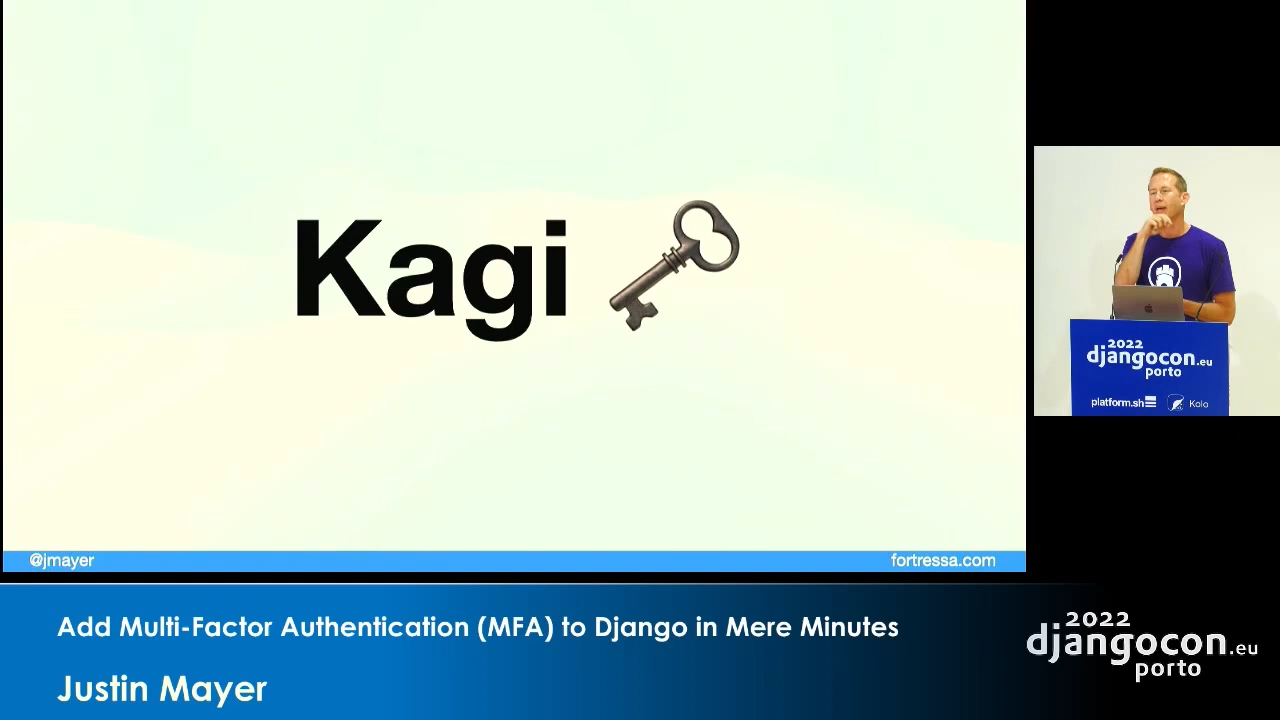 Kagi
@jmayer
fortressa.com
2022
djangocon.eu
porto
platform.sh
Kolo
Add Multi-Factor Authentication (MFA) to Django in Mere Minutes
Justin Mayer
2022
djangocon.eu
porto